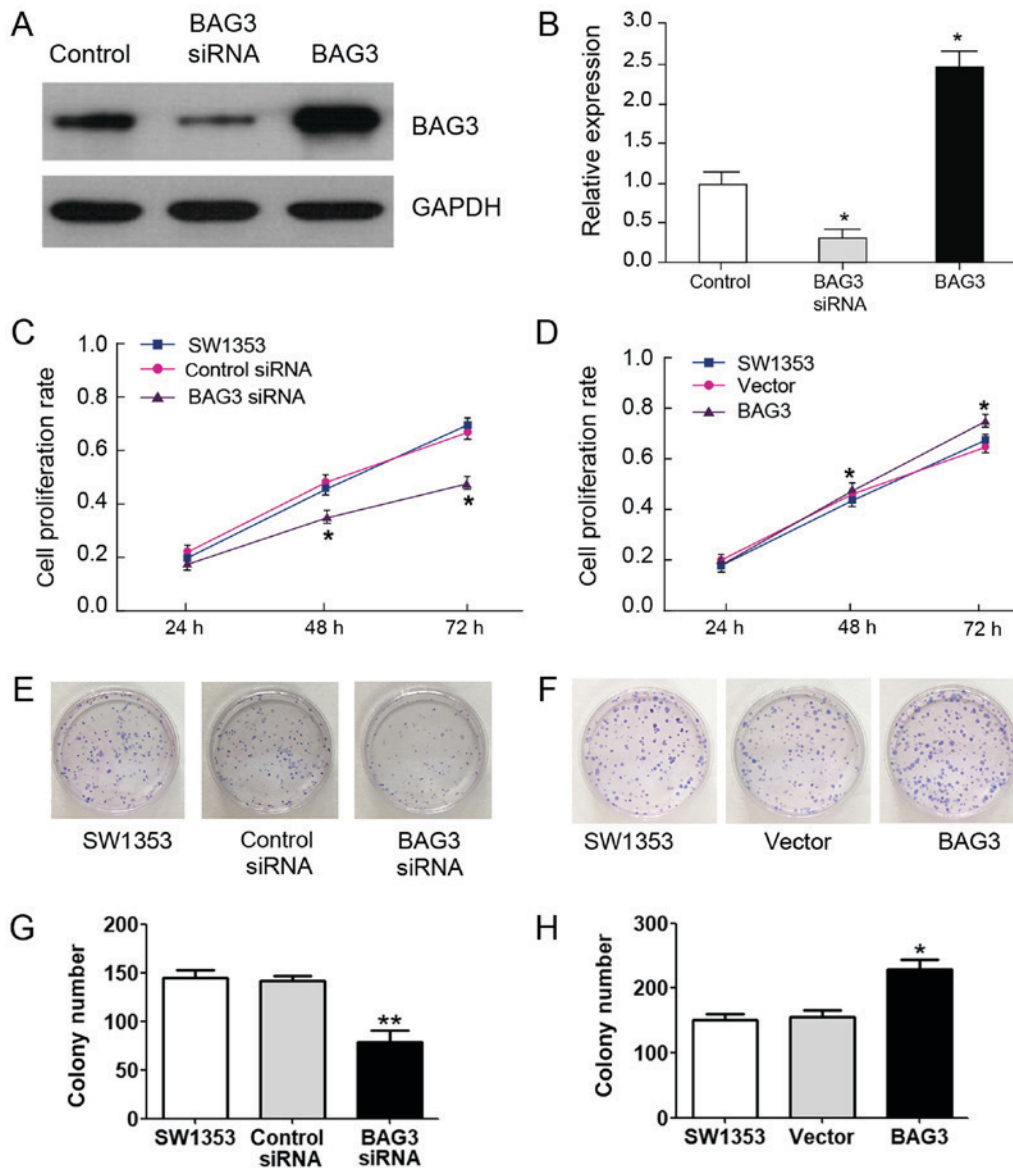 A
Control
BAG3
siRNA
BAG3
BAG3
GAPDH
B
Relative expression
3.0
2.5
2.0
1.5
1.0
0.5
0.0
*
*
Control
BAG3
siRNA
BAG3
C
Cell proliferation rate
1.0
0.8
0.6
0.4
0.2
0.0
SW1353
Control siRNA
BAG3 siRNA
*
*
24 h
48 h
72 h
D
Cell proliferation rate
1.0
0.8
0.6
0.4
0.2
0.0
SW1353
Vector
BAG3
*
*
24 h
48 h
72 h
E
SW1353
Control
siRNA
BAG3
siRNA
F
SW1353
Vector
BAG3
G
Colony number
200
150
100
50
0
**
SW1353
Control
siRNA
BAG3
siRNA
H
Colony number
300
200
100
0
*
SW1353
Vector
BAG3